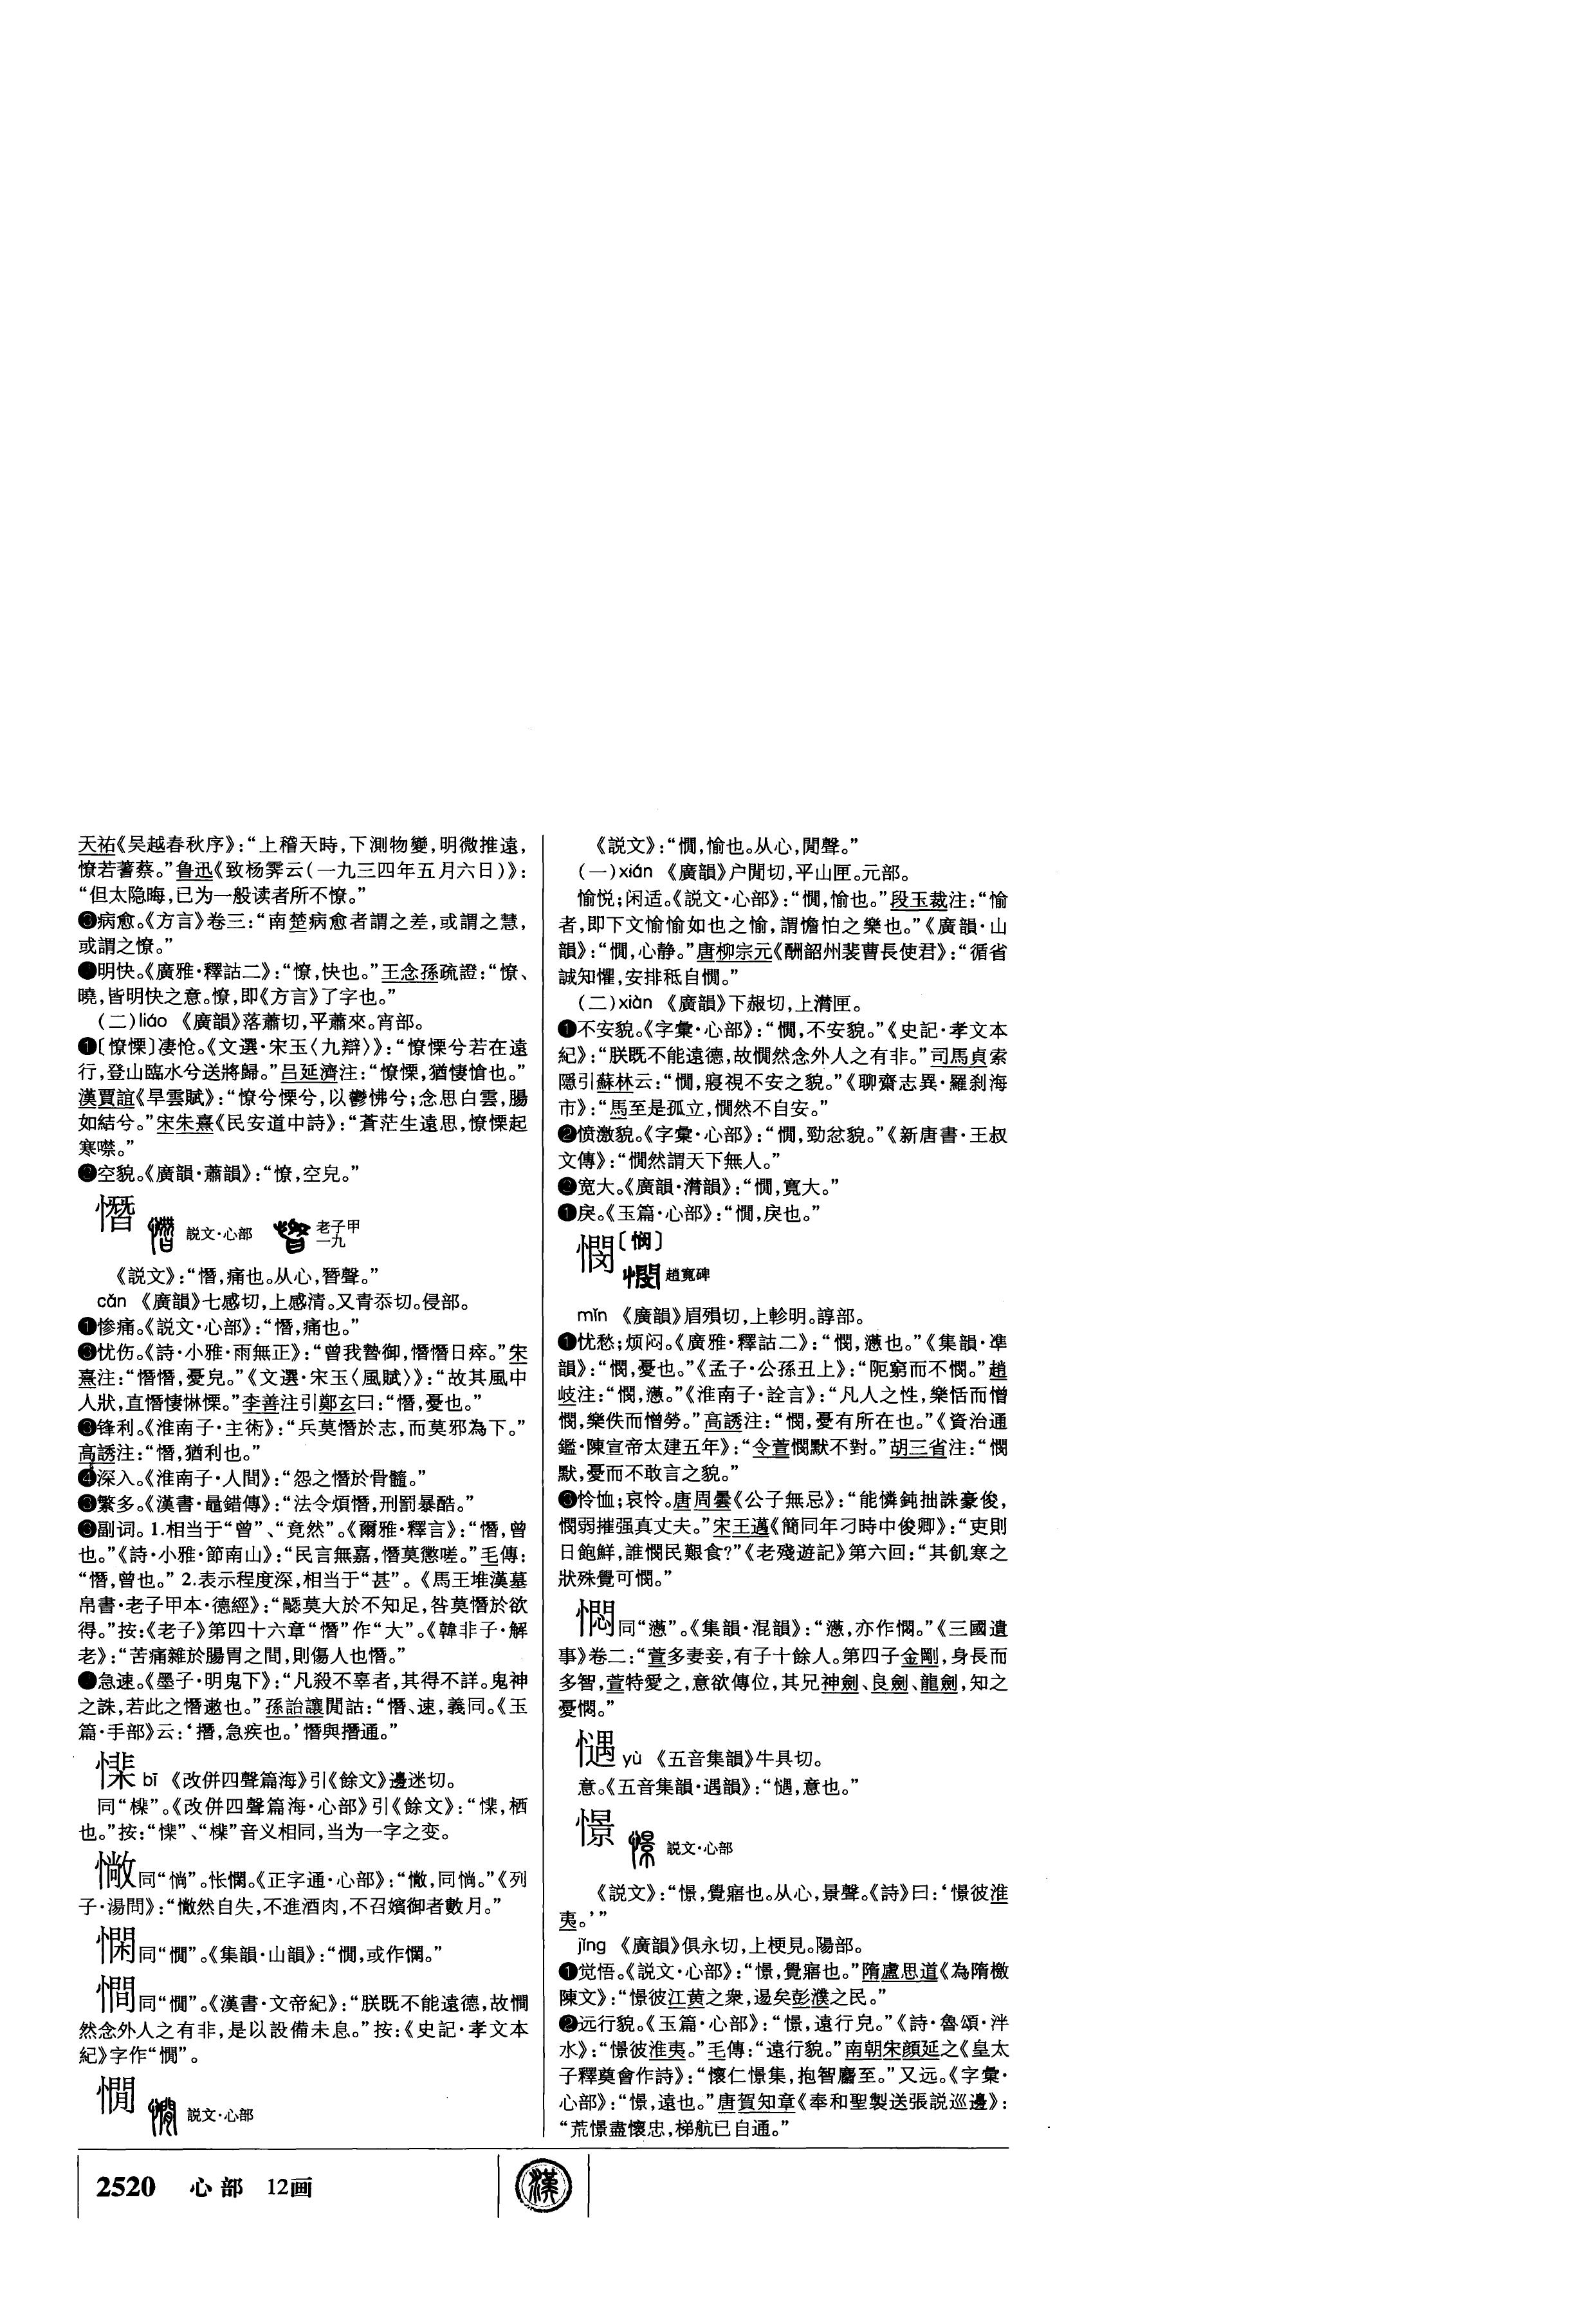 天祐《吴越春秋序》：“上稽天時，下測物變，明微推遠，
憭若蓍蔡。”鲁迅《致杨霁云(一九三四年五月六日)》：
“但太隐晦，已为一般读者所不憭。”
❸病愈。《方言》卷三：“南楚病愈者謂之差，或謂之慧，
或謂之憭。”
明快。《廣雅·釋詁二》：“憭，快也。”王念孫疏證：“憭、
曉，皆明快之意。憭，即《方言》了字也。”
(二)liáo 《廣韻》落蕭切，平蕭來。宵部。
❶〔憭慄〕凄怆。《文選·宋玉〈九辯〉》：“憭慄兮若在遠
行，登山臨水兮送將歸。”吕延濟注：“憭慄，猶悽愴也。”
漢賈誼《旱雲賦》：“憭兮慄兮，以鬱怫兮；念思白雲，腸
如結兮。”宋朱熹《民安道中詩》：“蒼茫生遠思，憭慄起
寒噤。”
❷空貌。《廣韻·蕭韻》：“憭，空皃。”
憯 説文·心部 老子甲
一九
《説文》：“憯，痛也。从心，朁聲。”
cǎn 《廣韻》七感切，上感清。又青忝切。侵部。
❶惨痛。《説文·心部》：“憯，痛也。”
❸忧伤。《詩·小雅·雨無正》：“曾我暬御，憯憯日瘁。”朱
熹注：“憯憯，憂皃。”《文選·宋玉〈風賦〉》：“故其風中
人狀，直憯悽惏慄。”李善注引鄭玄曰：“憯，憂也。”
❸锋利。《淮南子·主術》：“兵莫憯於志，而莫邪為下。”
高誘注：“憯，猶利也。”
❹深入。《淮南子·人間》：“怨之憯於骨髓。”
❸繁多。《漢書·鼂錯傳》：“法令煩憯，刑罰暴酷。”
❸副词。1.相当于“曾”、“竟然”。《爾雅·釋言》：“憯，曾
也。”《詩·小雅·節南山》：“民言無嘉，憯莫懲嗟。”毛傳：
“憯，曾也。” 2.表示程度深，相当于“甚”。《馬王堆漢墓
帛書·老子甲本·德經》：“𥚽莫大於不知足，咎莫憯於欲
得。”按：《老子》第四十六章“憯”作“大”。《韓非子·解
老》：“苦痛雜於腸胃之間，則傷人也憯。”
急速。《墨子·明鬼下》：“凡殺不辜者，其得不詳。鬼神
之誅，若此之憯遬也。”孫詒讓閒詁：“憯、速，義同。《玉
篇·手部》云：‘撍，急疾也。’憯與撍通。”
bī 《改併四聲篇海》引《餘文》邊迷切。
同“㮰”。《改併四聲篇海·心部》引《餘文》：“，栖
也。”按：“”、“㮰”音义相同，当为一字之变。
憞同“惝”。怅惘。《正字通·心部》：“㦂，同惝。”《列
子·湯問》：“㦂然自失，不進酒肉，不召嬪御者數月。”
憪同“憪”。《集韻·山韻》：“憪，或作㦓。”
憪同“憪”。《漢書·文帝紀》：“朕既不能遠德，故憪
然念外人之有非，是以設備未息。”按：《史記·孝文本
紀》字作“憪”。
憪 説文·心部
《説文》：“憪，愉也。从心，閒聲。”
(一)xián 《廣韻》户閒切，平山匣。元部。
愉悦；闲适。《説文·心部》：“憪，愉也。”段玉裁注：“愉
者，即下文愉愉如也之愉，謂憺怕之樂也。”《廣韻·山
韻》：“憪，心静。”唐柳宗元《酬韶州裴曹長使君》：“循省
誠知懼，安排秪自憪。”
(二)xiàn 《廣韻》下赧切，上潸匣。
❶不安貌。《字彙·心部》：“憪，不安貌。”《史記·孝文本
紀》：“朕既不能遠德，故憪然念外人之有非。”司馬貞索
隱引蘇林云：“憪，寢視不安之貌。”《聊齋志異·羅刹海
市》：“馬至是孤立，憪然不自安。”
❷愤激貌。《字彙·心部》：“憪，勁忿貌。”《新唐書·王叔
文傳》：“憪然謂天下無人。”
❷宽大。《廣韻·潸韻》：“憪，寬大。”
❶戾。《玉篇·心部》：“憪，戾也。”
憫〔悯〕
趙寬碑
mǐn 《廣韻》眉殞切，上軫明。諄部。
❶忧愁；烦闷。《廣雅·釋詁二》：“憫，懣也。”《集韻·準
韻》：“憫，憂也。”《孟子·公孫丑上》：“阨窮而不憫。”趙
岐注：“憫，懣。”《淮南子·詮言》：“凡人之性，樂恬而憎
憫，樂佚而憎勞。”高誘注：“憫，憂有所在也。”《資治通
鑑·陳宣帝太建五年》：“令萱憫默不對。”胡三省注：“憫
默，憂而不敢言之貌。”
❸怜恤；哀怜。唐周曇《公子無忌》：“能憐鈍拙誅豪俊，
憫弱摧强真丈夫。”宋王邁《簡同年刁時中俊卿》：“吏則
日飽鮮，誰憫民艱食？”《老殘遊記》第六回：“其飢寒之
狀殊覺可憫。”
㦖同“懣”。《集韻·混韻》：“懣，亦作㦖。”《三國遺
事》卷二：“萱多妻妾，有子十餘人。第四子金剛，身長而
多智，萱特愛之，意欲傳位，其兄神劍、良劍、龍劍，知之
憂㦖。”
yù 《五音集韻》牛具切。
意。《五音集韻·遇韻》：“，意也。”
憬 説文·心部
《説文》：“憬，覺寤也。从心，景聲。《詩》曰：‘憬彼淮
夷。’”
jǐng 《廣韻》俱永切，上梗見。陽部。
❶觉悟。《説文·心部》：“憬，覺寤也。”隋盧思道《為隋檄
陳文》：“憬彼江黄之衆，逷矣彭濮之民。”
❷远行貌。《玉篇·心部》：“憬，遠行皃。”《詩·魯頌·泮
水》：“憬彼淮夷。”毛傳：“遠行貌。”南朝宋顔延之《皇太
子釋奠會作詩》：“懷仁憬集，抱智麕至。”又远。《字彙·
心部》：“憬，遠也。”唐賀知章《奉和聖製送張説巡邊》：
“荒憬盡懷忠，梯航已自通。”
2520 心部 12画
漢